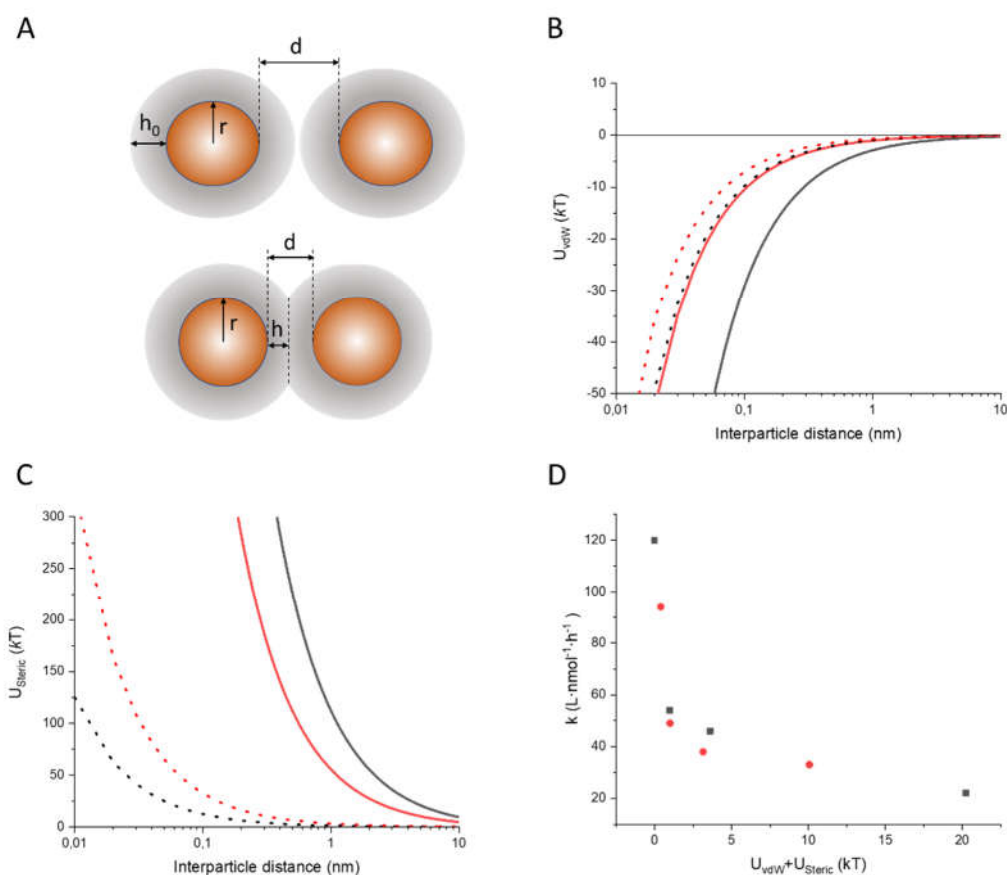 A
d
h0
r
d
h
r
B
10
0
-10
-20
-30
-40
-50
UvdW (kT)
0,01
0,1
1
10
Interparticle distance (nm)
C
300
250
200
150
100
50
0
USteric (kT)
0,01
0,1
1
10
Interparticle distance (nm)
D
120
100
80
60
40
20
k (L·nmol⁻¹·h⁻¹)
0
5
10
15
20
UvdW+USteric (kT)